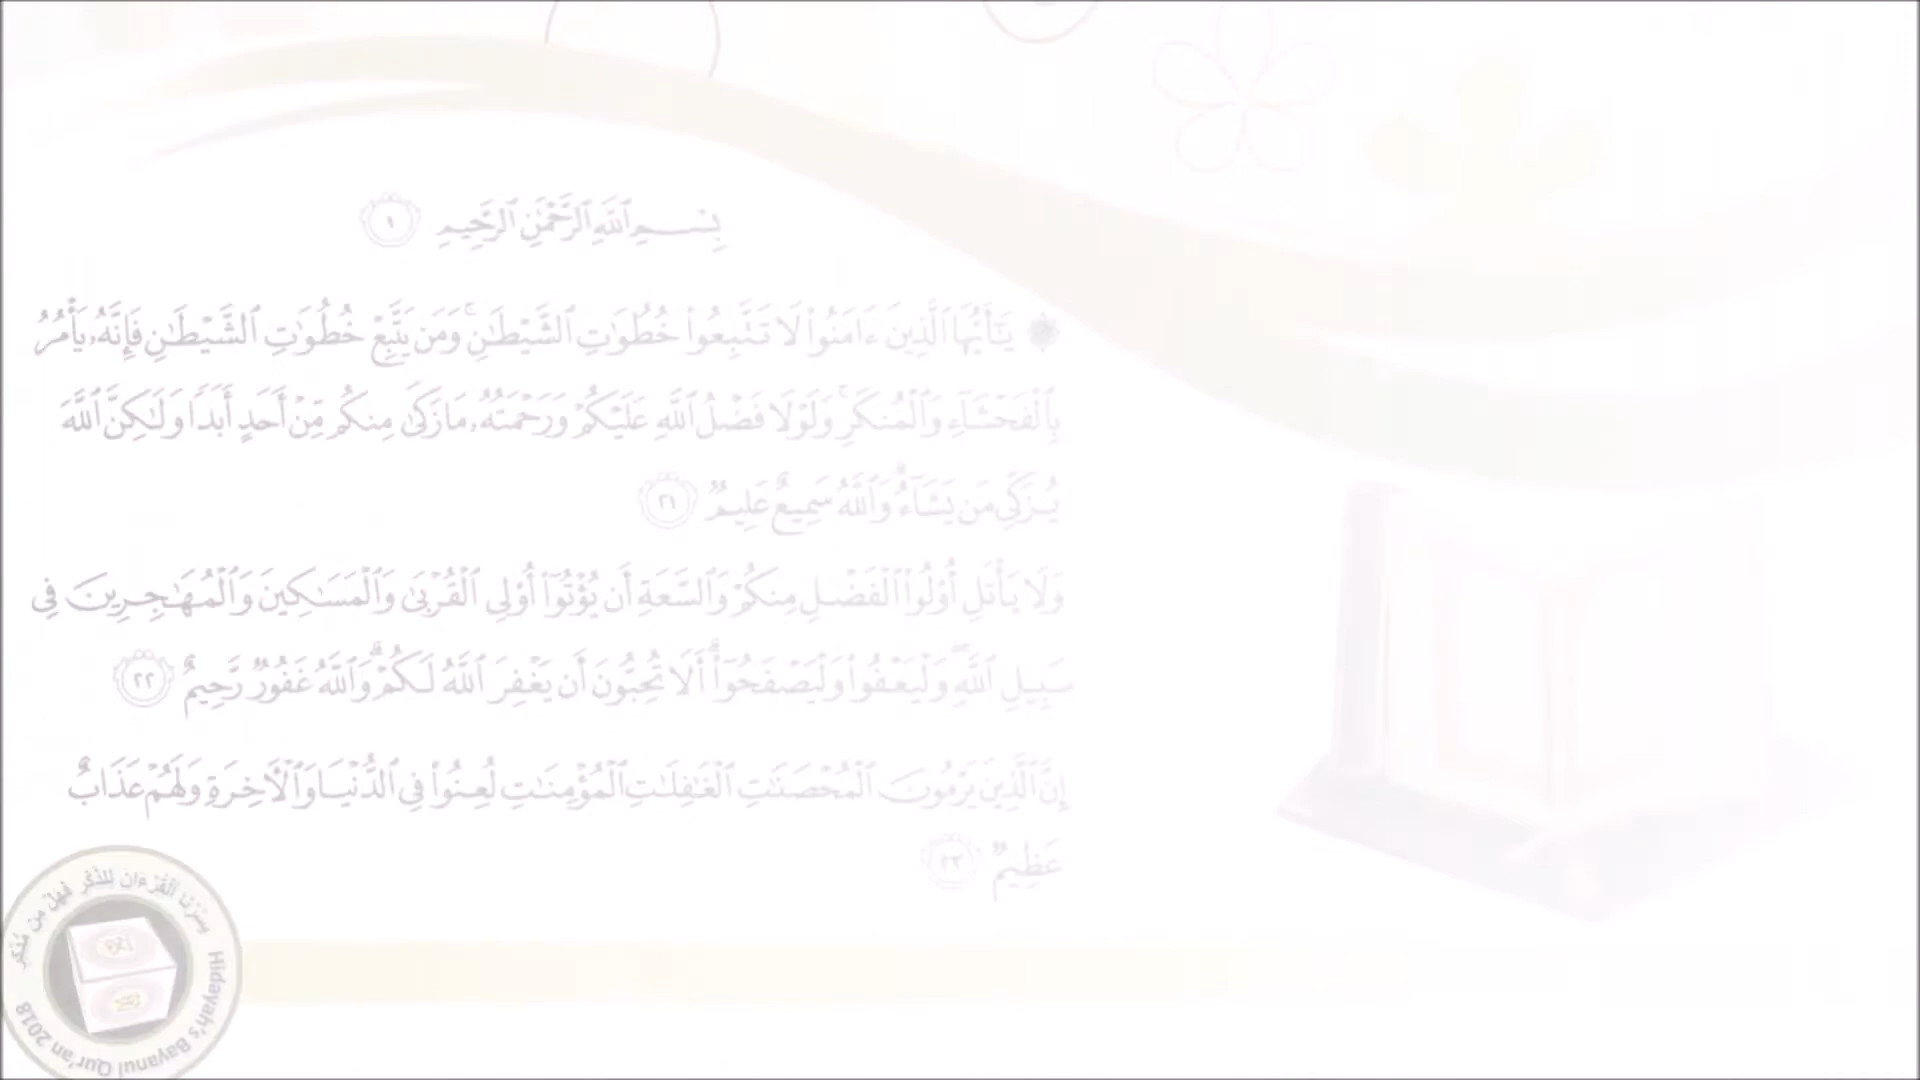 بِسۡمِ ٱللَّهِ ٱلرَّحۡمَٰنِ ٱلرَّحِيمِ ١
۞ يَٰٓأَيُّهَا ٱلَّذِينَ ءَامَنُواْ لَا تَتَّبِعُواْ خُطُوَٰتِ ٱلشَّيۡطَٰنِۚ وَمَن يَتَّبِعۡ خُطُوَٰتِ ٱلشَّيۡطَٰنِ فَإِنَّهُۥ يَأۡمُرُ
بِٱلۡفَحۡشَآءِ وَٱلۡمُنكَرِۚ وَلَوۡلَا فَضۡلُ ٱللَّهِ عَلَيۡكُمۡ وَرَحۡمَتُهُۥ مَا زَكَىٰ مِنكُم مِّنۡ أَحَدٍ أَبَدٗا وَلَٰكِنَّ ٱللَّهَ
يُزَكِّي مَن يَشَآءُۗ وَٱللَّهُ سَمِيعٌ عَلِيمٞ ٢١
وَلَا يَأۡتَلِ أُوْلُواْ ٱلۡفَضۡلِ مِنكُمۡ وَٱلسَّعَةِ أَن يُؤۡتُوٓاْ أُوْلِي ٱلۡقُرۡبَىٰ وَٱلۡمَسَٰكِينَ وَٱلۡمُهَٰجِرِينَ فِي
سَبِيلِ ٱللَّهِۖ وَلۡيَعۡفُواْ وَلۡيَصۡفَحُوٓاْۗ أَلَا تُحِبُّونَ أَن يَغۡفِرَ ٱللَّهُ لَكُمۡۗ وَٱللَّهُ غَفُورٞ رَّحِيمٌ ٢٢
إِنَّ ٱلَّذِينَ يَرۡمُونَ ٱلۡمُحۡصَنَٰتِ ٱلۡغَٰفِلَٰتِ ٱلۡمُؤۡمِنَٰتِ لُعِنُواْ فِي ٱلدُّنۡيَا وَٱلۡأٓخِرَةِ وَلَهُمۡ عَذَابٌ
عَظِيمٞ ٢٣
يَسَّرۡنَا ٱلۡقُرۡءَانَ لِلذِّكۡرِ فَهَلۡ مِن مُّدَّكِرٖ
Hidayah's Bayanul Qur'an 2018